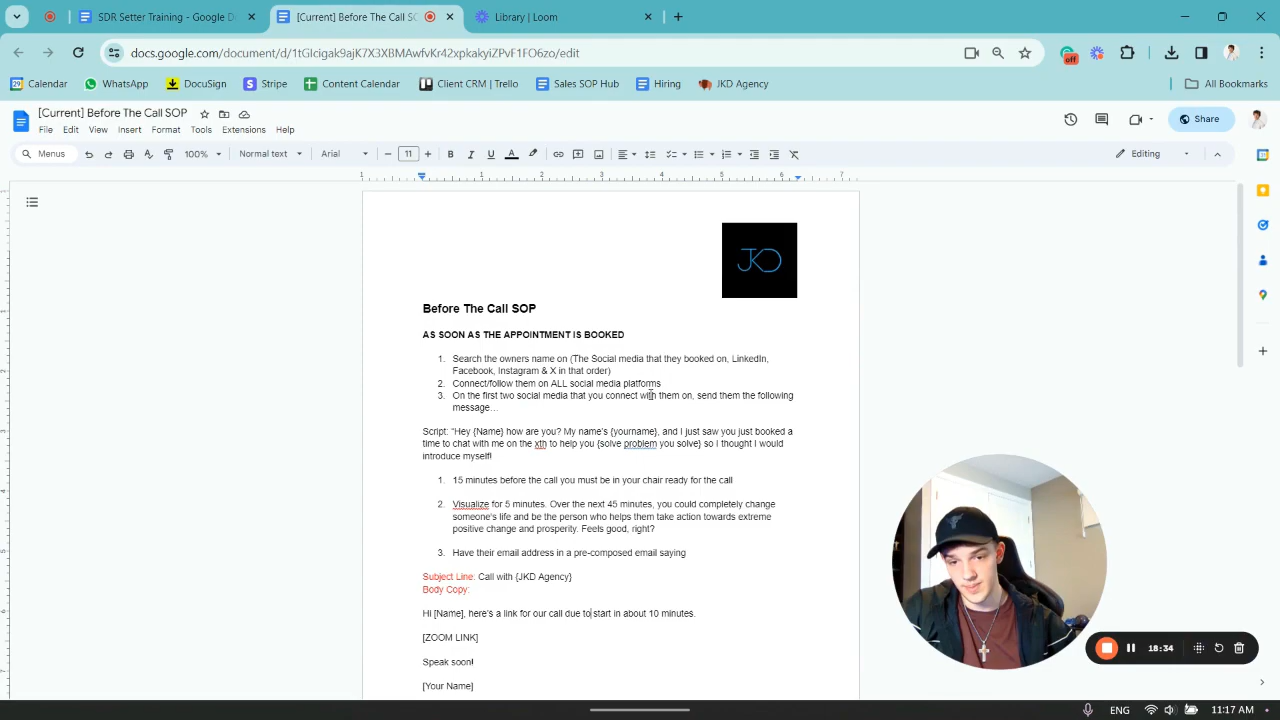 SDR Setter Training - Google D
[Current] Before The Call SC
Library | Loom
docs.google.com/document/d/1tGIcigak9ajK7X3XBMAwfvKr42xpkakyiZPvF1FO6zo/edit
off
Calendar
WhatsApp
DocuSign
Stripe
Content Calendar
Client CRM | Trello
Sales SOP Hub
Hiring
JKD Agency
All Bookmarks
[Current] Before The Call SOP
File Edit View Insert Format Tools Extensions Help
Share
Menus 100% Normal text Arial 11 Editing
1 1 2 3 4 5 6 7
JKD
Before The Call SOP
AS SOON AS THE APPOINTMENT IS BOOKED
1. Search the owners name on (The Social media that they booked on, LinkedIn,
Facebook, Instagram & X in that order)
2. Connect/follow them on ALL social media platforms
3. On the first two social media that you connect with them on, send them the following
message…
Script: “Hey {Name} how are you? My name’s {yourname}, and I just saw you just booked a
time to chat with me on the xth to help you {solve problem you solve} so I thought I would
introduce myself!
1. 15 minutes before the call you must be in your chair ready for the call
2. Visualize for 5 minutes. Over the next 45 minutes, you could completely change
someone's life and be the person who helps them take action towards extreme
positive change and prosperity. Feels good, right?
3. Have their email address in a pre-composed email saying
Subject Line: Call with {JKD Agency}
Body Copy:
Hi [Name], here's a link for our call due to start in about 10 minutes.
[ZOOM LINK]
Speak soon!
[Your Name]
18:34
ENG
11:17 AM